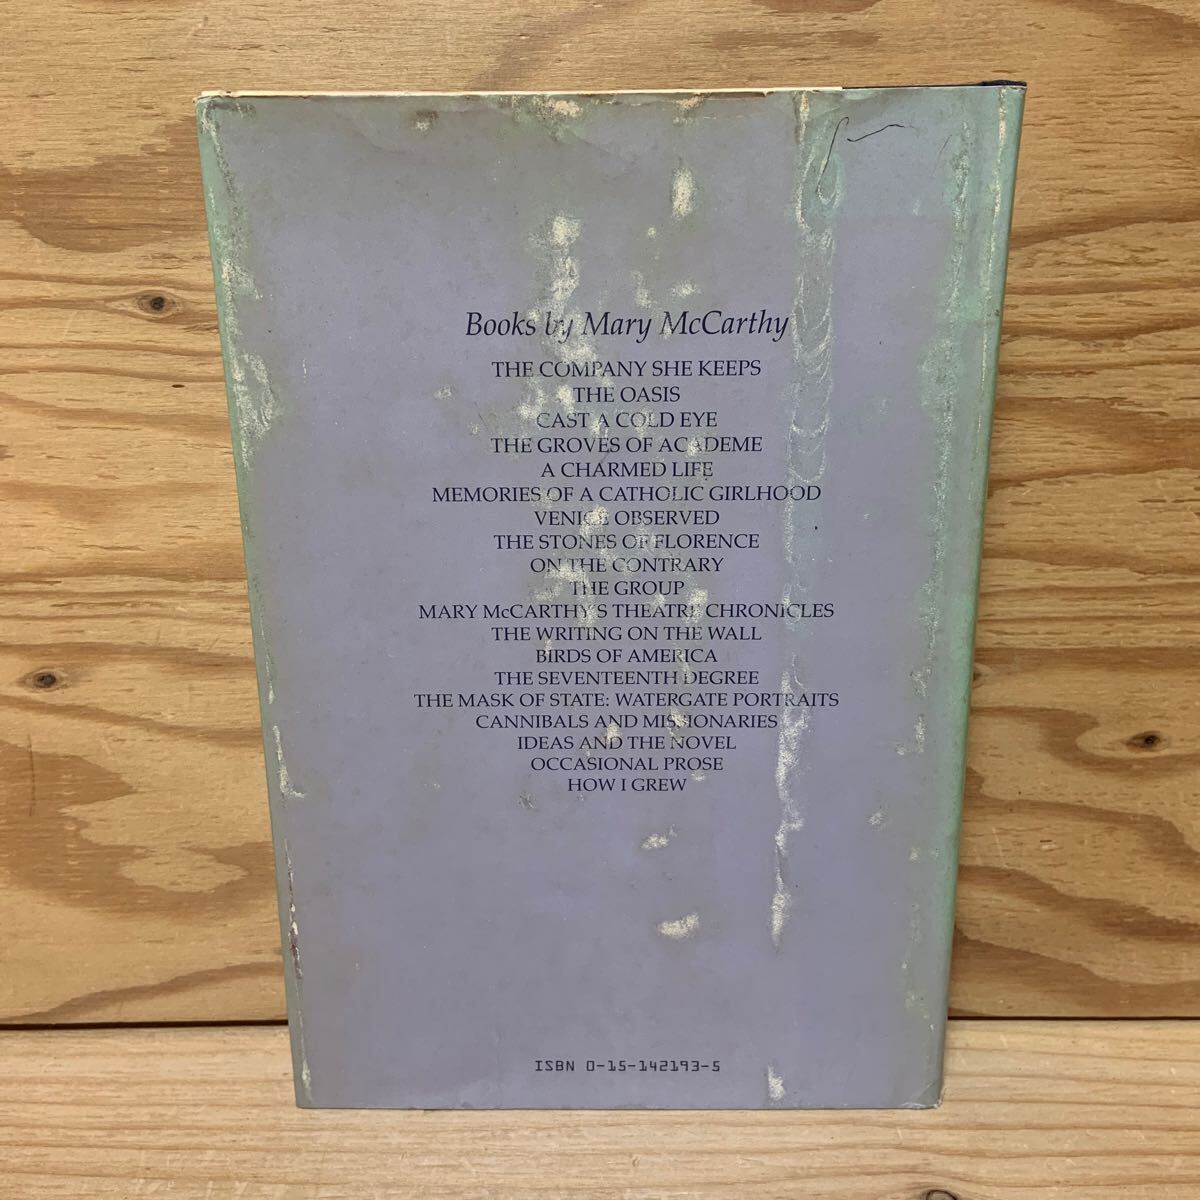 Books by Mary McCarthy
THE COMPANY SHE KEEPS
THE OASIS
CAST A COLD EYE
THE GROVES OF ACADEME
A CHARMED LIFE
MEMORIES OF A CATHOLIC GIRLHOOD
VENICE OBSERVED
THE STONES OF FLORENCE
ON THE CONTRARY
THE GROUP
MARY McCARTHY'S THEATRE CHRONICLES
THE WRITING ON THE WALL
BIRDS OF AMERICA
THE SEVENTEENTH DEGREE
THE MASK OF STATE: WATERGATE PORTRAITS
CANNIBALS AND MISSIONARIES
IDEAS AND THE NOVEL
OCCASIONAL PROSE
HOW I GREW
ISBN 0-15-142193-5